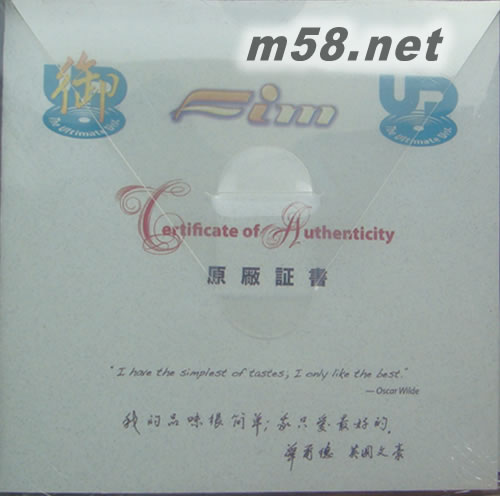 m58.net
御 UD
The Ultimate Disc
Fim
UD
The Ultimate Disc
Certificate of Authenticity
原廠証書
"I have the simplest of tastes; I only like the best."
— Oscar Wilde
我的品味很簡單; 我只愛最好的.
華爾德 英國文豪